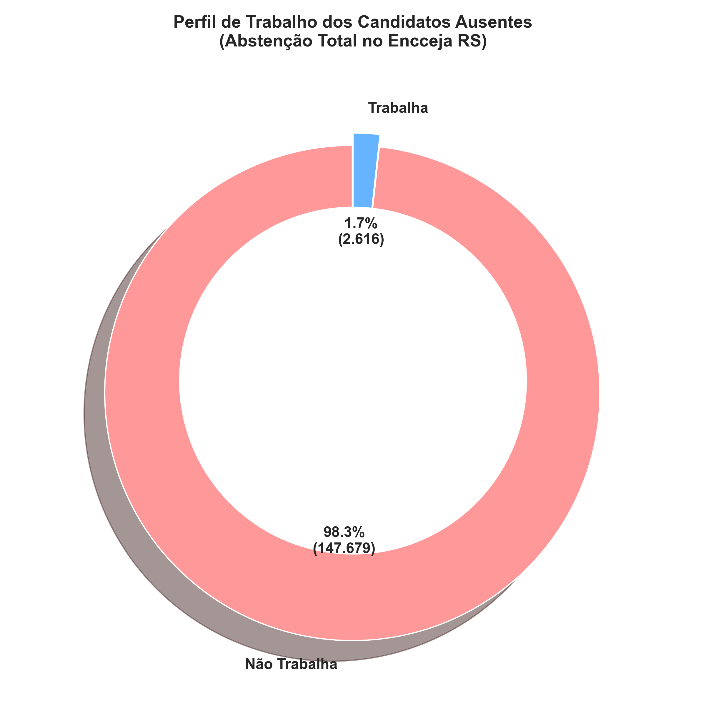 Perfil de Trabalho dos Candidatos Ausentes
(Abstenção Total no Encceja RS)
Trabalha
1.7%
(2.616)
98.3%
(147.679)
Não Trabalha